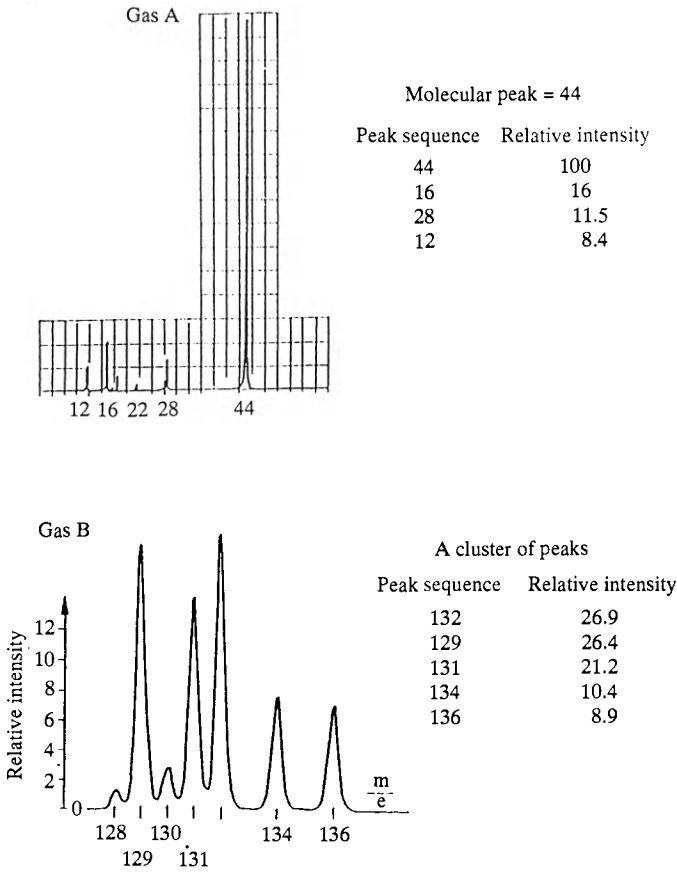 Gas A
Molecular peak = 44
Peak sequence Relative intensity
44 100
16 16
28 11.5
12 8.4
12 16 22 28 44
Gas B
A cluster of peaks
Peak sequence Relative intensity
132 26.9
129 26.4
131 21.2
134 10.4
136 8.9
Relative intensity
12
10
8
6
4
2
0
m
e
128 130 134 136
129 131